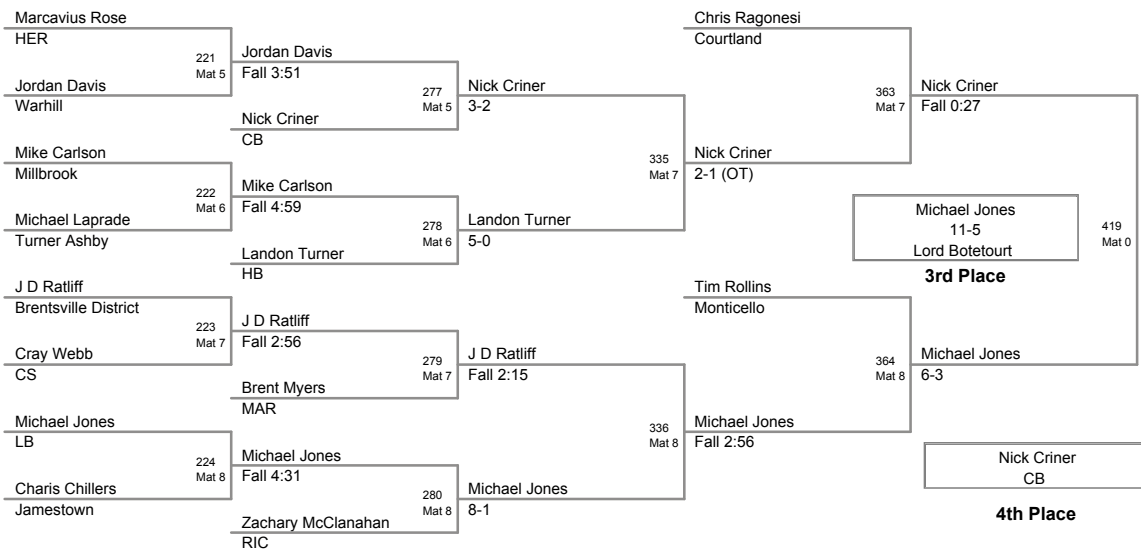 Marcavius Rose
HER
221
Mat 5
Jordan Davis
Warhill
Jordan Davis
Fall 3:51
277
Mat 5
Nick Criner
CB
Mike Carlson
Millbrook
222
Mat 6
Michael Laprade
Turner Ashby
Mike Carlson
Fall 4:59
278
Mat 6
Landon Turner
HB
J D Ratliff
Brentsville District
223
Mat 7
Cray Webb
CS
J D Ratliff
Fall 2:56
279
Mat 7
Brent Myers
MAR
Michael Jones
LB
224
Mat 8
Charis Chillers
Jamestown
Michael Jones
Fall 4:31
280
Mat 8
Zachary McClanahan
RIC
Nick Criner
3-2
335
Mat 7
Landon Turner
5-0
J D Ratliff
Fall 2:15
336
Mat 8
Michael Jones
8-1
Chris Ragonesi
Courtland
363
Mat 7
Nick Criner
2-1 (OT)
Tim Rollins
Monticello
364
Mat 8
Michael Jones
Fall 2:56
Nick Criner
Fall 0:27
419
Mat 0
Michael Jones
6-3
Michael Jones
11-5
Lord Botetourt
3rd Place
Nick Criner
CB
4th Place